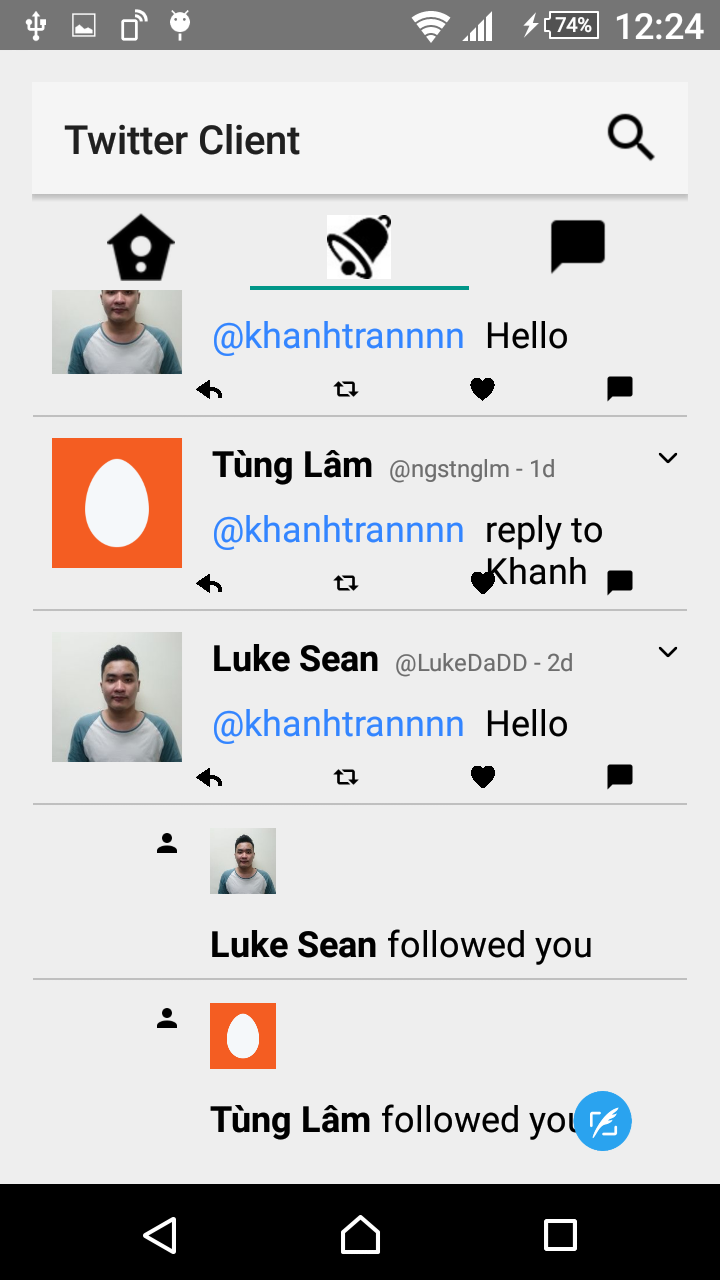 74% 12:24
Twitter Client
@khanhtrannnn Hello
Tùng Lâm @ngstnglm - 1d
@khanhtrannnn reply to
Khanh
Luke Sean @LukeDaDD - 2d
@khanhtrannnn Hello
Luke Sean followed you
Tùng Lâm followed you